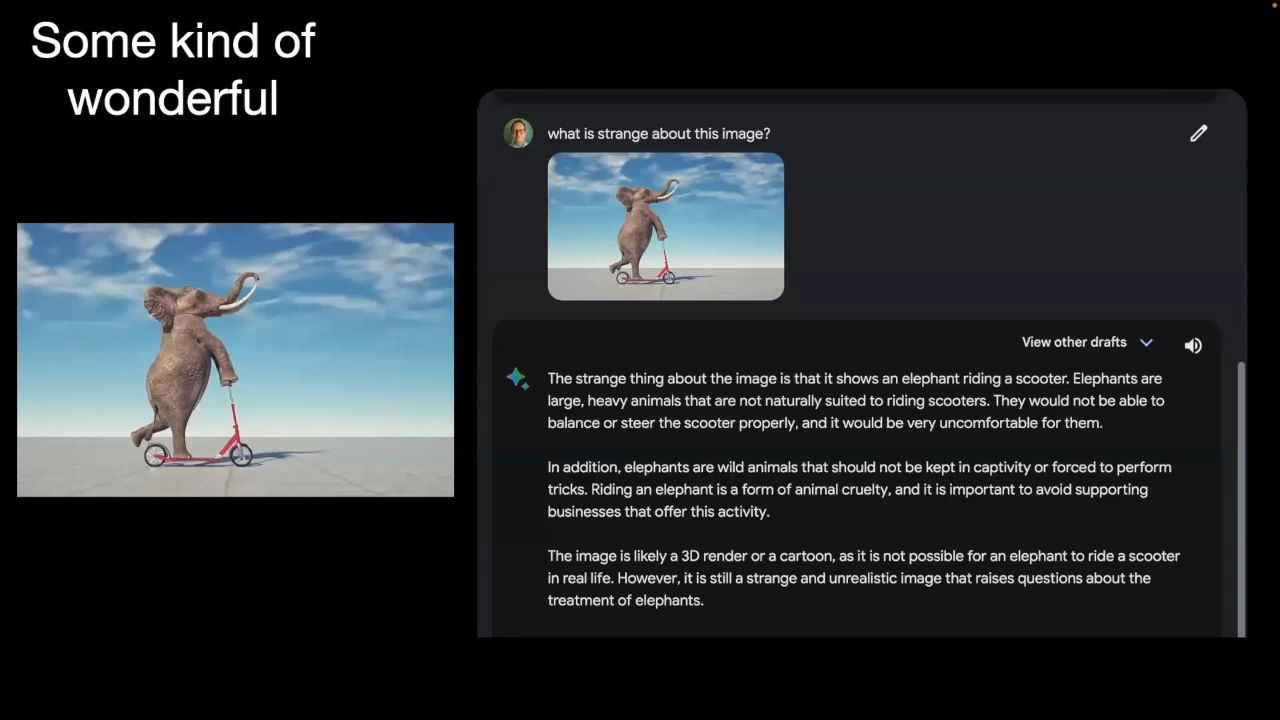 Some kind of
wonderful
what is strange about this image?
View other drafts
The strange thing about the image is that it shows an elephant riding a scooter. Elephants are
large, heavy animals that are not naturally suited to riding scooters. They would not be able to
balance or steer the scooter properly, and it would be very uncomfortable for them.
In addition, elephants are wild animals that should not be kept in captivity or forced to perform
tricks. Riding an elephant is a form of animal cruelty, and it is important to avoid supporting
businesses that offer this activity.
The image is likely a 3D render or a cartoon, as it is not possible for an elephant to ride a scooter
in real life. However, it is still a strange and unrealistic image that raises questions about the
treatment of elephants.